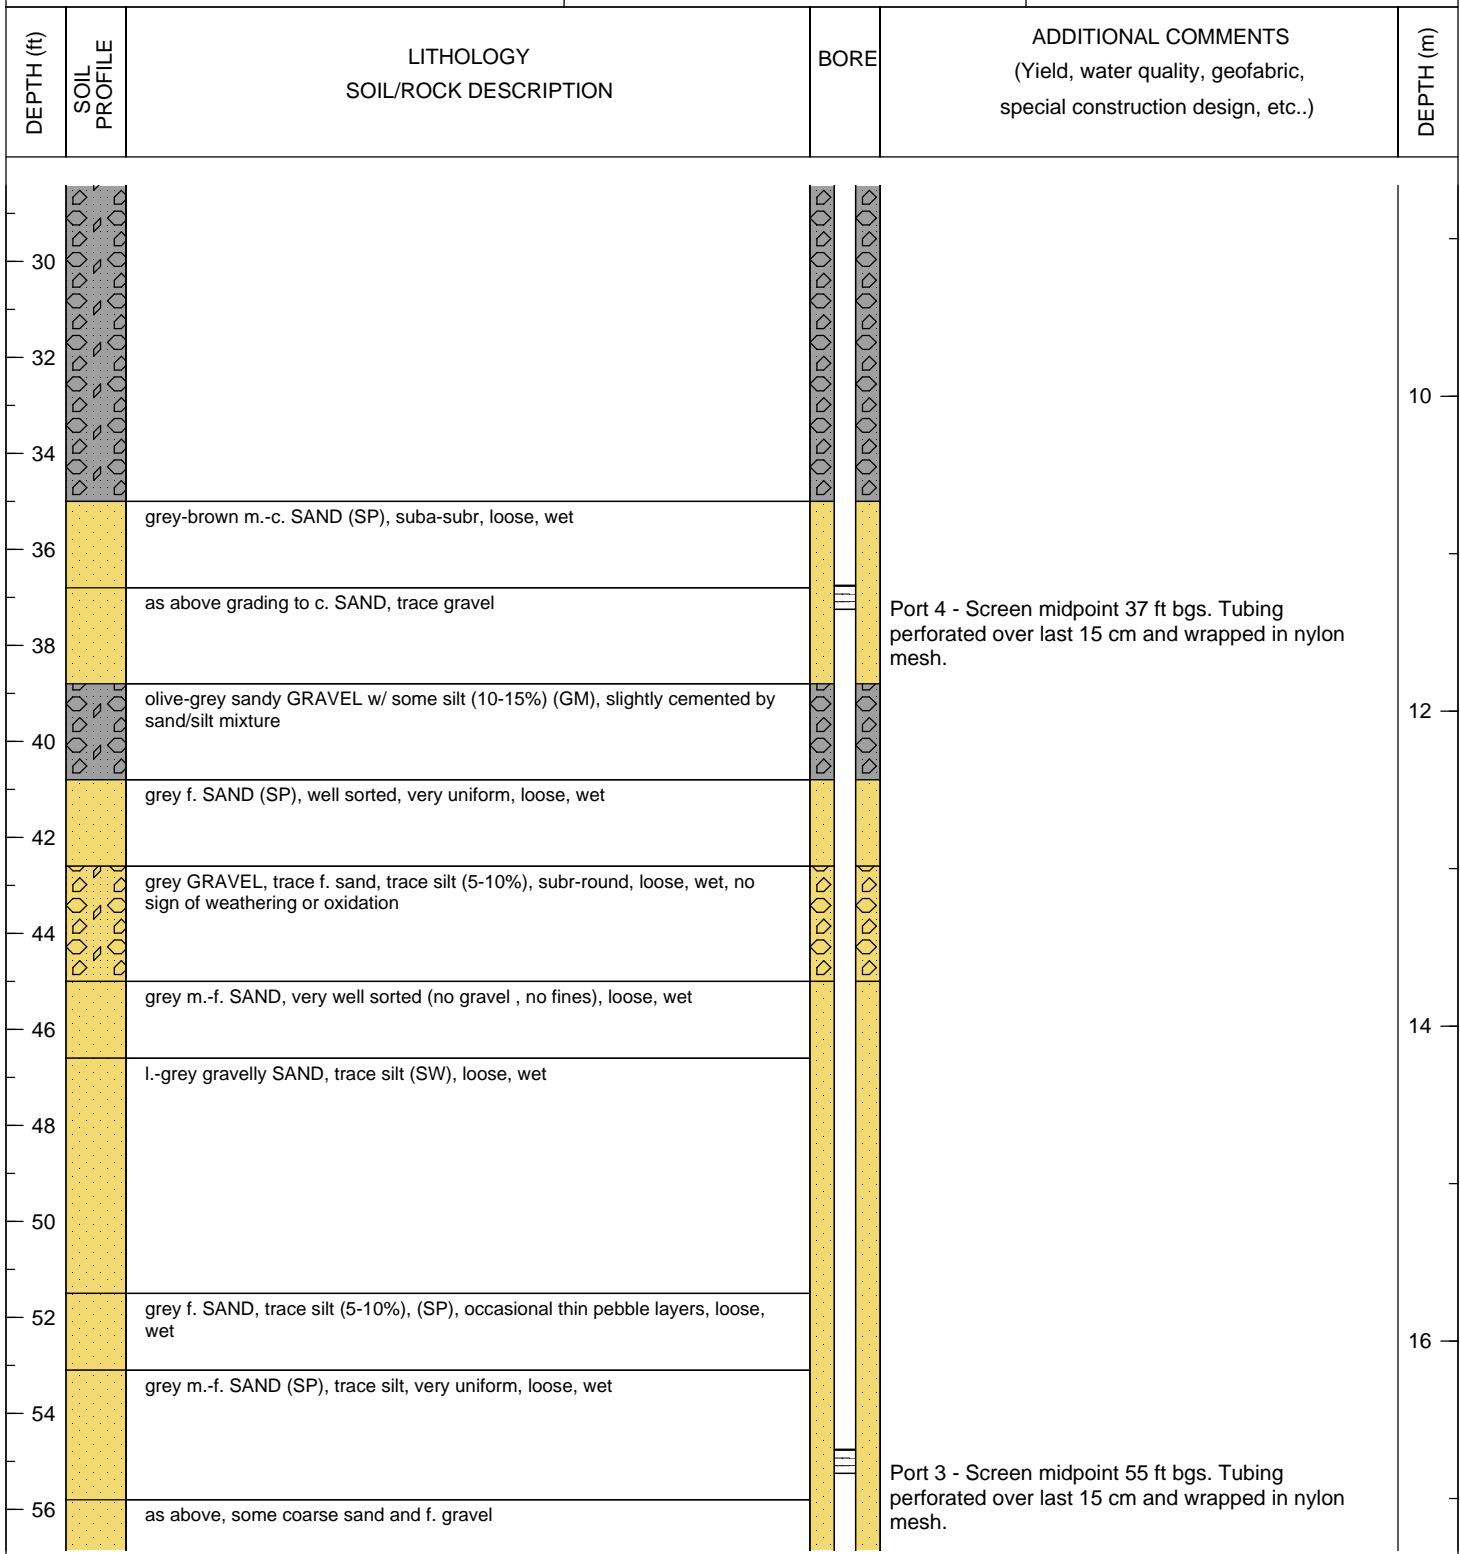 DEPTH (ft)
SOIL
PROFILE
LITHOLOGY
SOIL/ROCK DESCRIPTION
BORE
ADDITIONAL COMMENTS
(Yield, water quality, geofabric,
special construction design, etc..)
DEPTH (m)
30
32
10
34
grey-brown m.-c. SAND (SP), suba-subr, loose, wet
36
as above grading to c. SAND, trace gravel
Port 4 - Screen midpoint 37 ft bgs. Tubing
perforated over last 15 cm and wrapped in nylon
mesh.
38
olive-grey sandy GRAVEL w/ some silt (10-15%) (GM), slightly cemented by
sand/silt mixture
12
40
grey f. SAND (SP), well sorted, very uniform, loose, wet
42
grey GRAVEL, trace f. sand, trace silt (5-10%), subr-round, loose, wet, no
sign of weathering or oxidation
44
grey m.-f. SAND, very well sorted (no gravel , no fines), loose, wet
46
14
l.-grey gravelly SAND, trace silt (SW), loose, wet
48
50
grey f. SAND, trace silt (5-10%), (SP), occasional thin pebble layers, loose,
wet
52
16
grey m.-f. SAND (SP), trace silt, very uniform, loose, wet
54
Port 3 - Screen midpoint 55 ft bgs. Tubing
perforated over last 15 cm and wrapped in nylon
mesh.
56
as above, some coarse sand and f. gravel